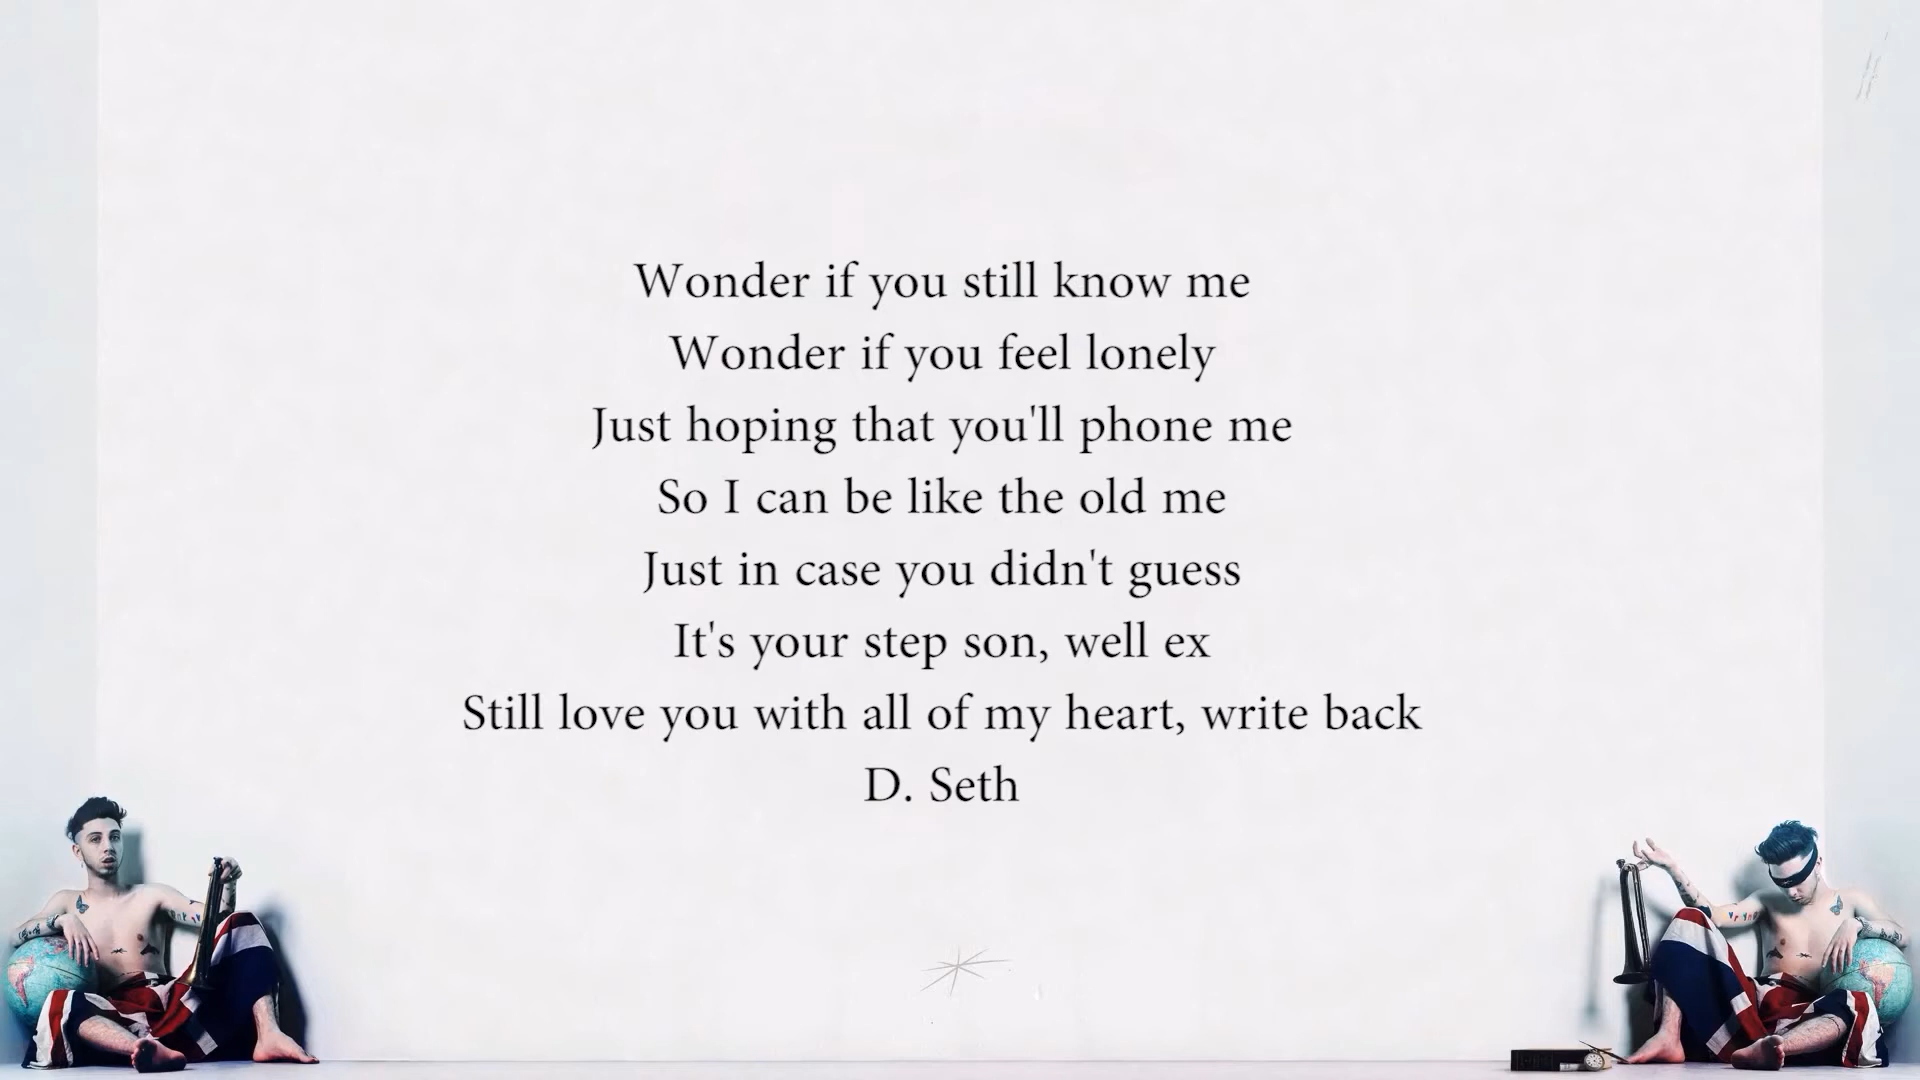 Wonder if you still know me
Wonder if you feel lonely
Just hoping that you'll phone me
So I can be like the old me
Just in case you didn't guess
It's your step son, well ex
Still love you with all of my heart, write back
D. Seth